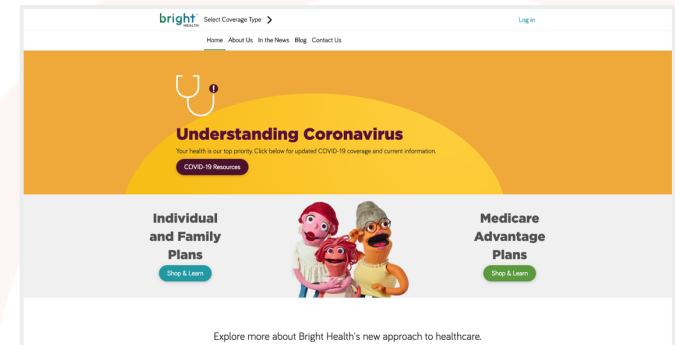 bright
HEALTH
Select Coverage Type
Log in
Home About Us In the News Blog Contact Us
Understanding Coronavirus
Your health is our top priority. Click below for updated COVID-19 coverage and current information.
COVID-19 Resources
Individual
and Family
Plans
Shop & Learn
Medicare
Advantage
Plans
Shop & Learn
Explore more about Bright Health's new approach to healthcare.